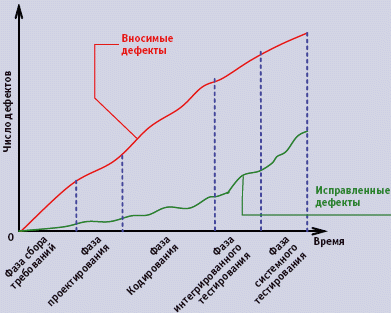 Вносимые
дефекты
Число дефектов
Исправленные
дефекты
0
Время
Фаза сбора
требований
Фаза
проектирования
Фаза
Кодирования
Фаза
интегрированного
тестирования
Фаза
системного
тестирования